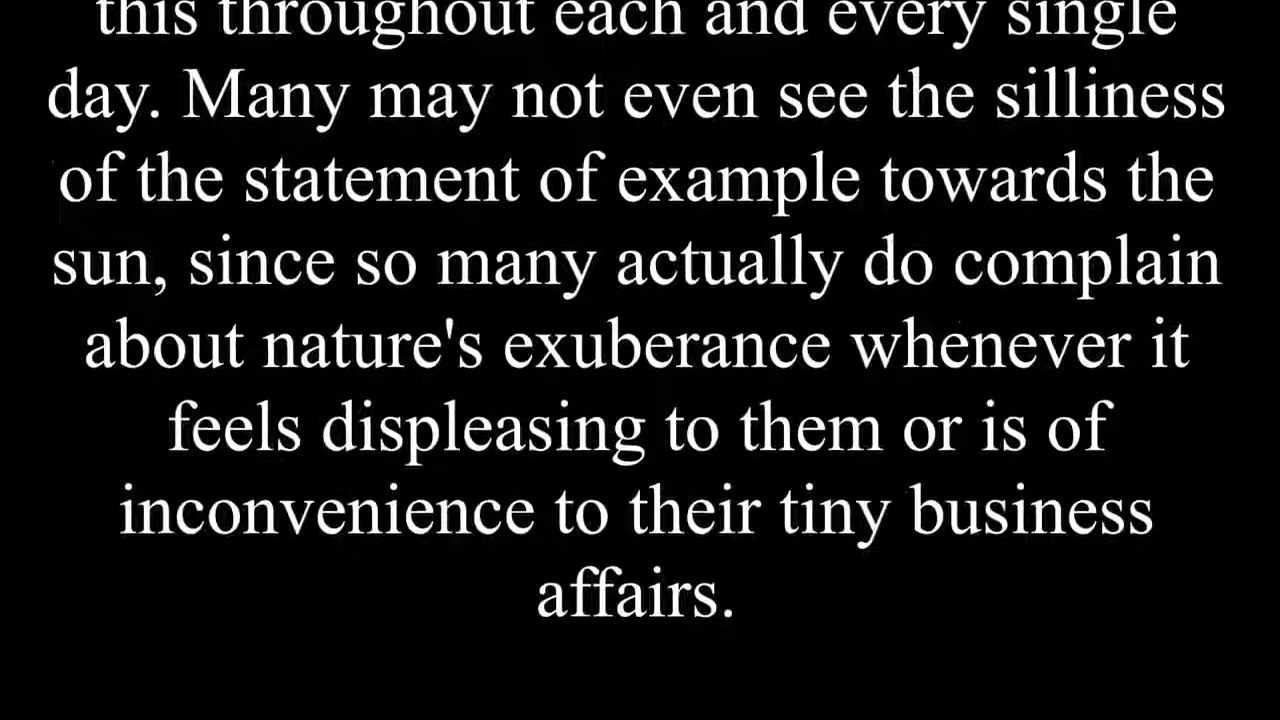 this throughout each and every single
day. Many may not even see the silliness
of the statement of example towards the
sun, since so many actually do complain
about nature's exuberance whenever it
feels displeasing to them or is of
inconvenience to their tiny business
affairs.